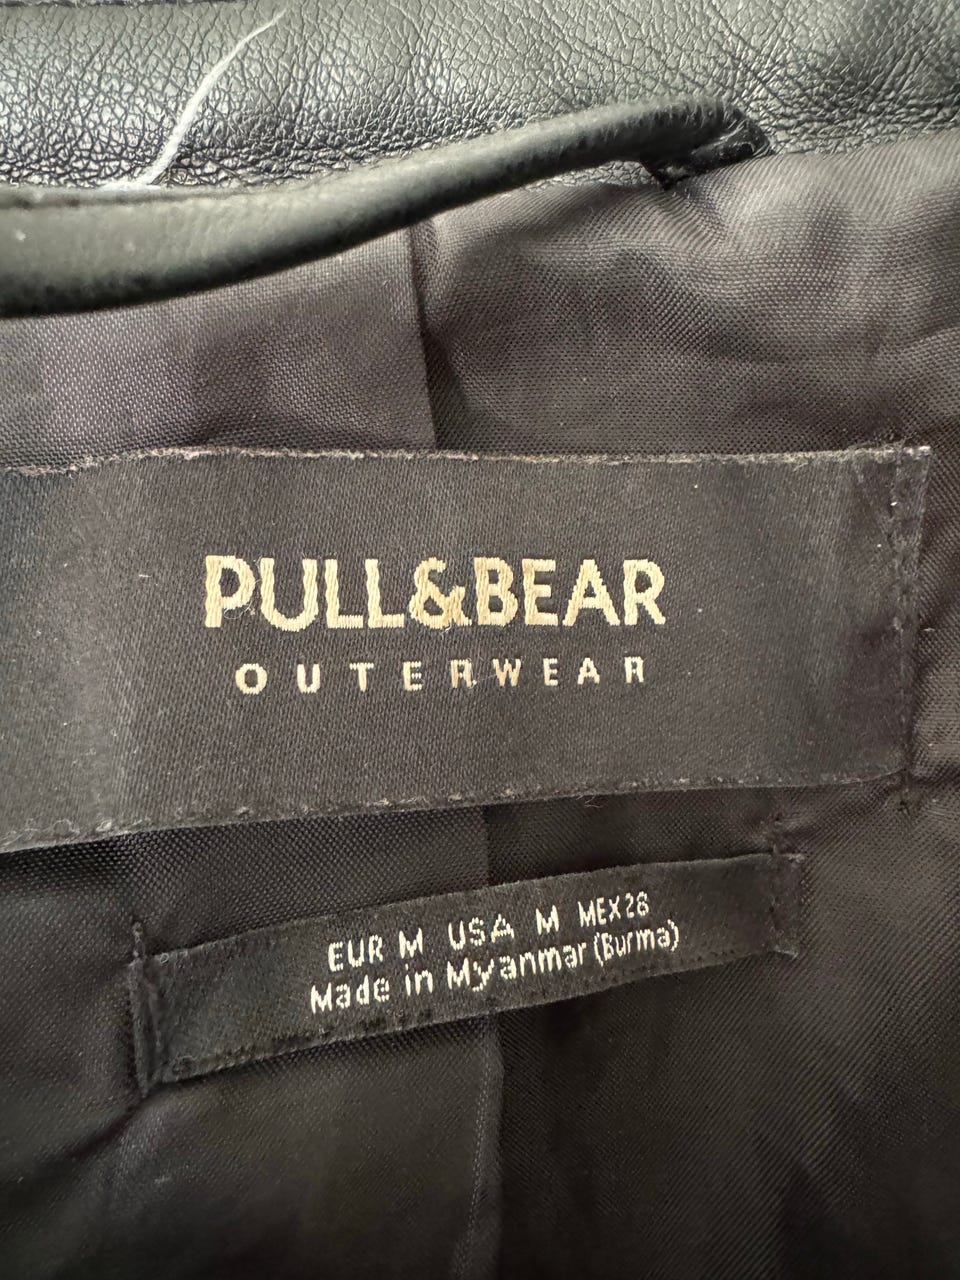 PULL&BEAR
OUTERWEAR
EUR M USA M MEX28
Made in Myanmar (Burma)